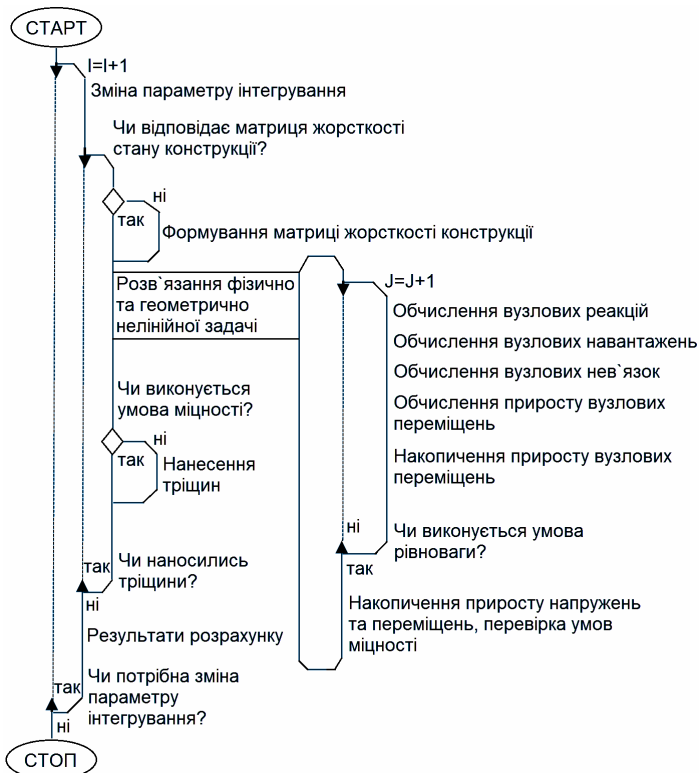 СТАРТ
I=I+1
Зміна параметру інтегрування
Чи відповідає матриця жорсткості
стану конструкції?
ні
так
Формування матриці жорсткості конструкції
Розв`язання фізично
та геометрично
нелінійної задачі
J=J+1
Обчислення вузлових реакцій
Обчислення вузлових навантажень
Обчислення вузлових нев`язок
Обчислення приросту вузлових
переміщень
Накопичення приросту вузлових
переміщень
ні
Чи виконується умова
рівноваги?
так
Накопичення приросту напружень
та переміщень, перевірка умов
міцності
Чи виконується
умова міцності?
ні
так
Нанесення
тріщин
Чи наносились
тріщини?
так
ні
Результати розрахунку
Чи потрібна зміна
параметру
інтегрування?
так
ні
СТОП